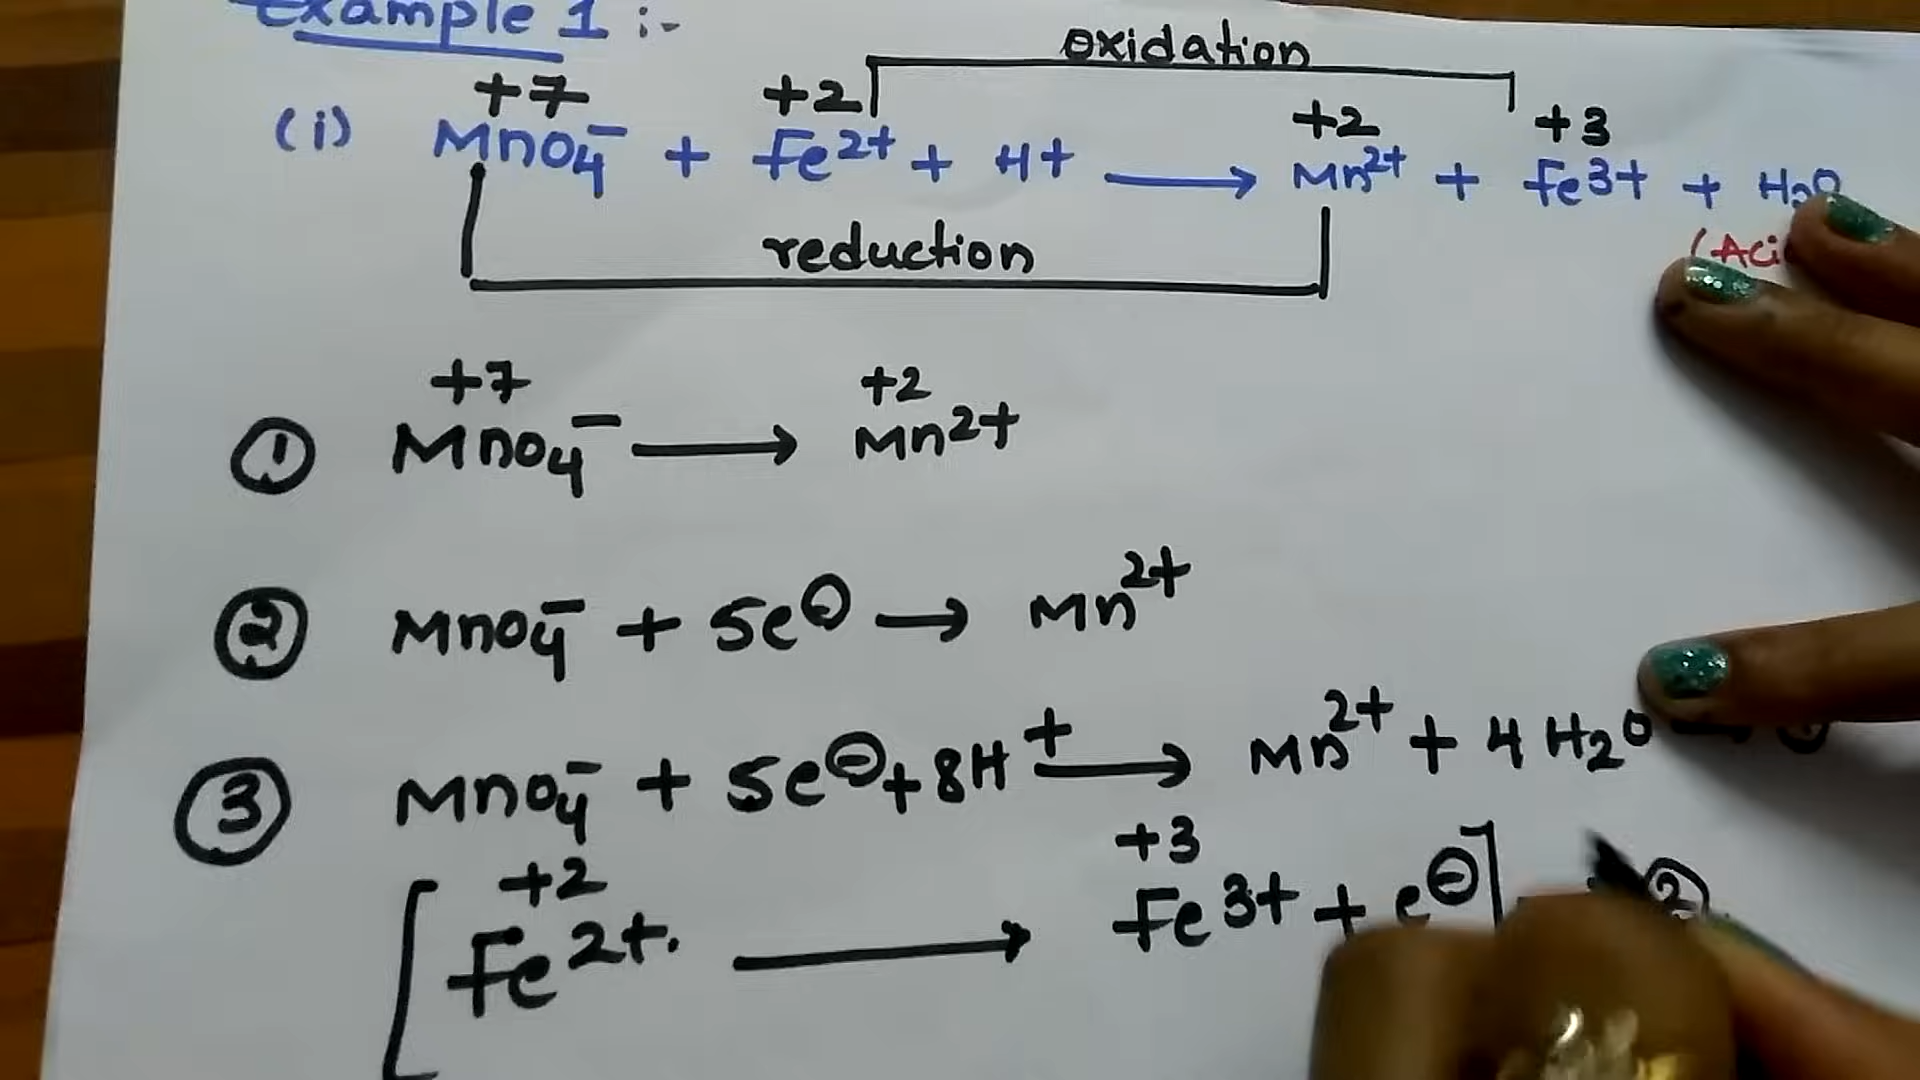 Example 1 :-
oxidation
+7 +2 +2 +3
(i) MnO₄⁻ + Fe²⁺ + H⁺ ⟶ Mn²⁺ + Fe³⁺ + H₂O
reduction
+7 +2
① MnO₄⁻ ⟶ Mn²⁺
② MnO₄⁻ + 5e⊖ → Mn²⁺
③ MnO₄⁻ + 5e⊖ + 8H⁺ ⟶ Mn²⁺ + 4H₂O
+2 +3
[Fe²⁺. ⟶ Fe³⁺ + e⊖] ②